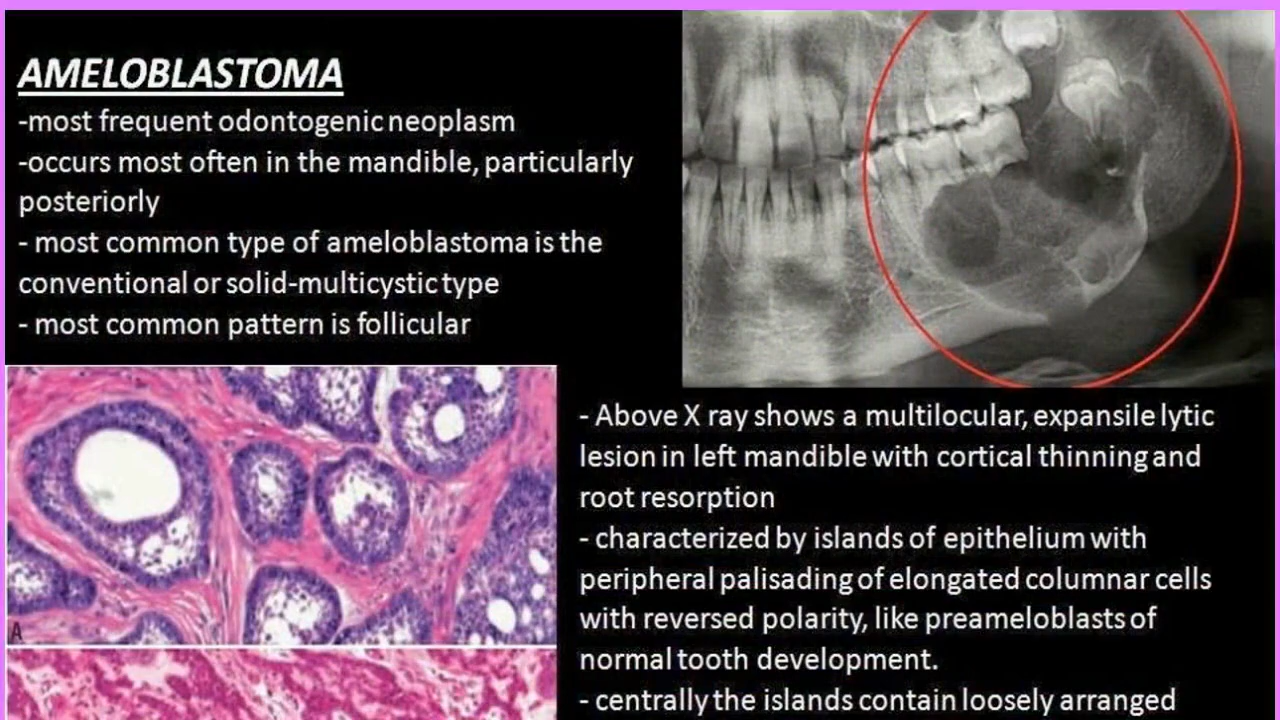 AMELOBLASTOMA
-most frequent odontogenic neoplasm
-occurs most often in the mandible, particularly
posteriorly
- most common type of ameloblastoma is the
conventional or solid-multicystic type
- most common pattern is follicular
A
- Above X ray shows a multilocular, expansile lytic
lesion in left mandible with cortical thinning and
root resorption
- characterized by islands of epithelium with
peripheral palisading of elongated columnar cells
with reversed polarity, like preameloblasts of
normal tooth development.
- centrally the islands contain loosely arranged